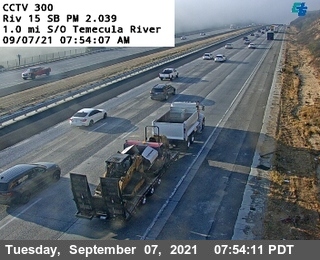 CCTV 300
Riv 15 SB PM 2.039
1.0 mi S/O Temecula River
09/07/21 07:54:07 AM
Tuesday, September 07, 2021 07:54:11 PDT